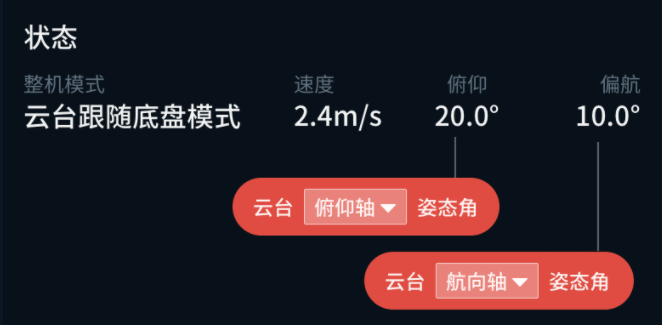 状态
整机模式 速度 俯仰 偏航
云台跟随底盘模式 2.4m/s 20.0° 10.0°
云台 俯仰轴 姿态角
云台 航向轴 姿态角